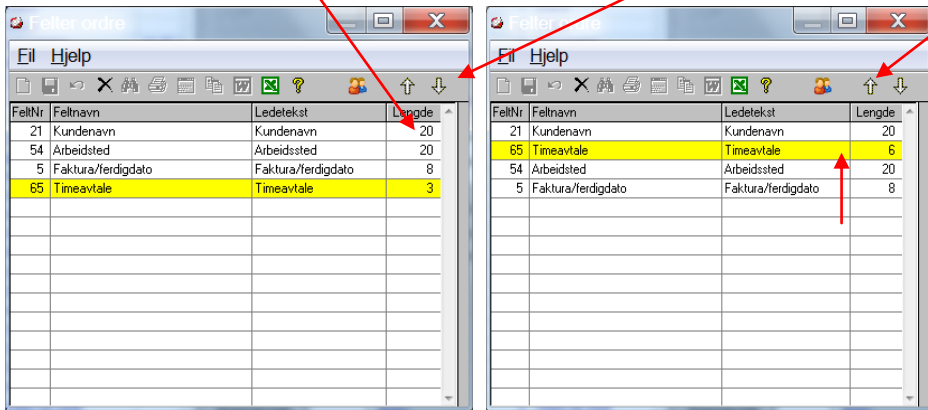 Felter ordre
Fil Hjelp
FeltNr Feltnavn Ledetekst Lengde
21 Kundenavn Kundenavn 20
54 Arbeidsted Arbeidssted 20
5 Faktura/ferdigdato Faktura/ferdigdato 8
65 Timeavtale Timeavtale 3
Felter ordre
Fil Hjelp
FeltNr Feltnavn Ledetekst Lengde
21 Kundenavn Kundenavn 20
65 Timeavtale Timeavtale 6
54 Arbeidsted Arbeidssted 20
5 Faktura/ferdigdato Faktura/ferdigdato 8